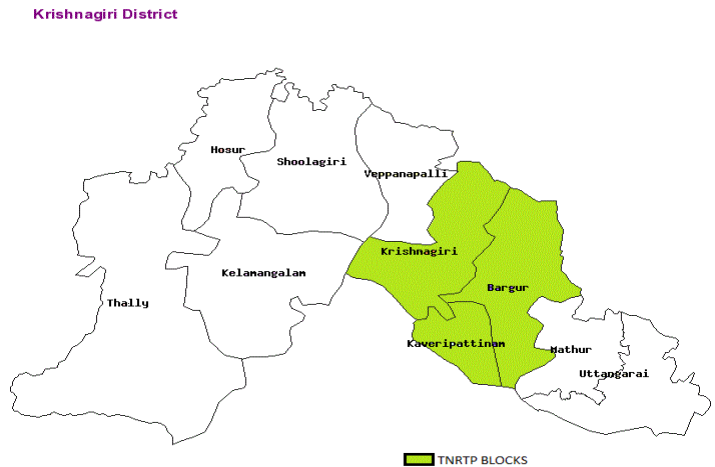 Krishnagiri District
Hosur
Shoolagiri
Veppanapalli
Krishnagiri
Kelamangalam
Bargur
Thally
Kaveripattinam
Mathur
Uttangarai
TNRTP BLOCKS